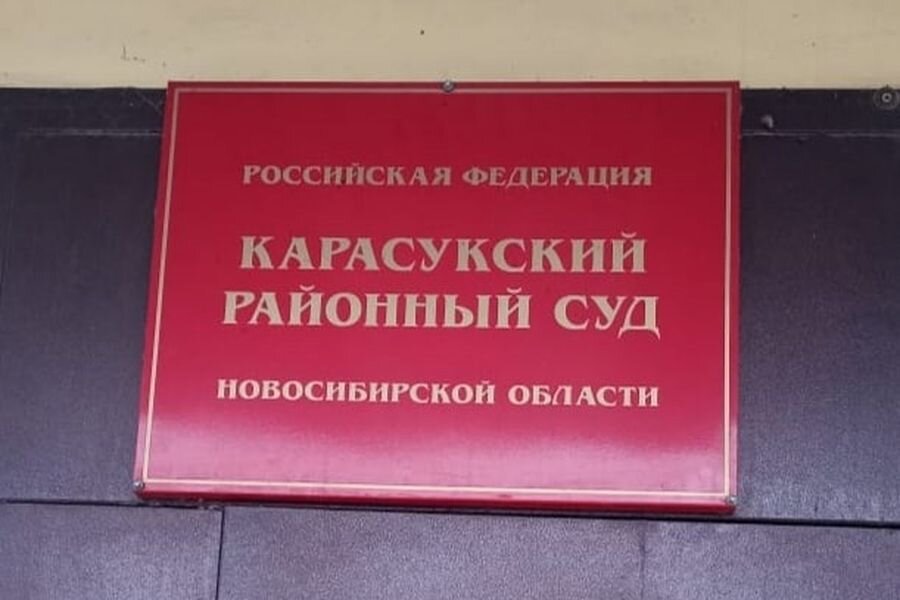 РОССИЙСКАЯ ФЕДЕРАЦИЯ
КАРАСУКСКИЙ
РАЙОННЫЙ СУД
НОВОСИБИРСКОЙ ОБЛАСТИ